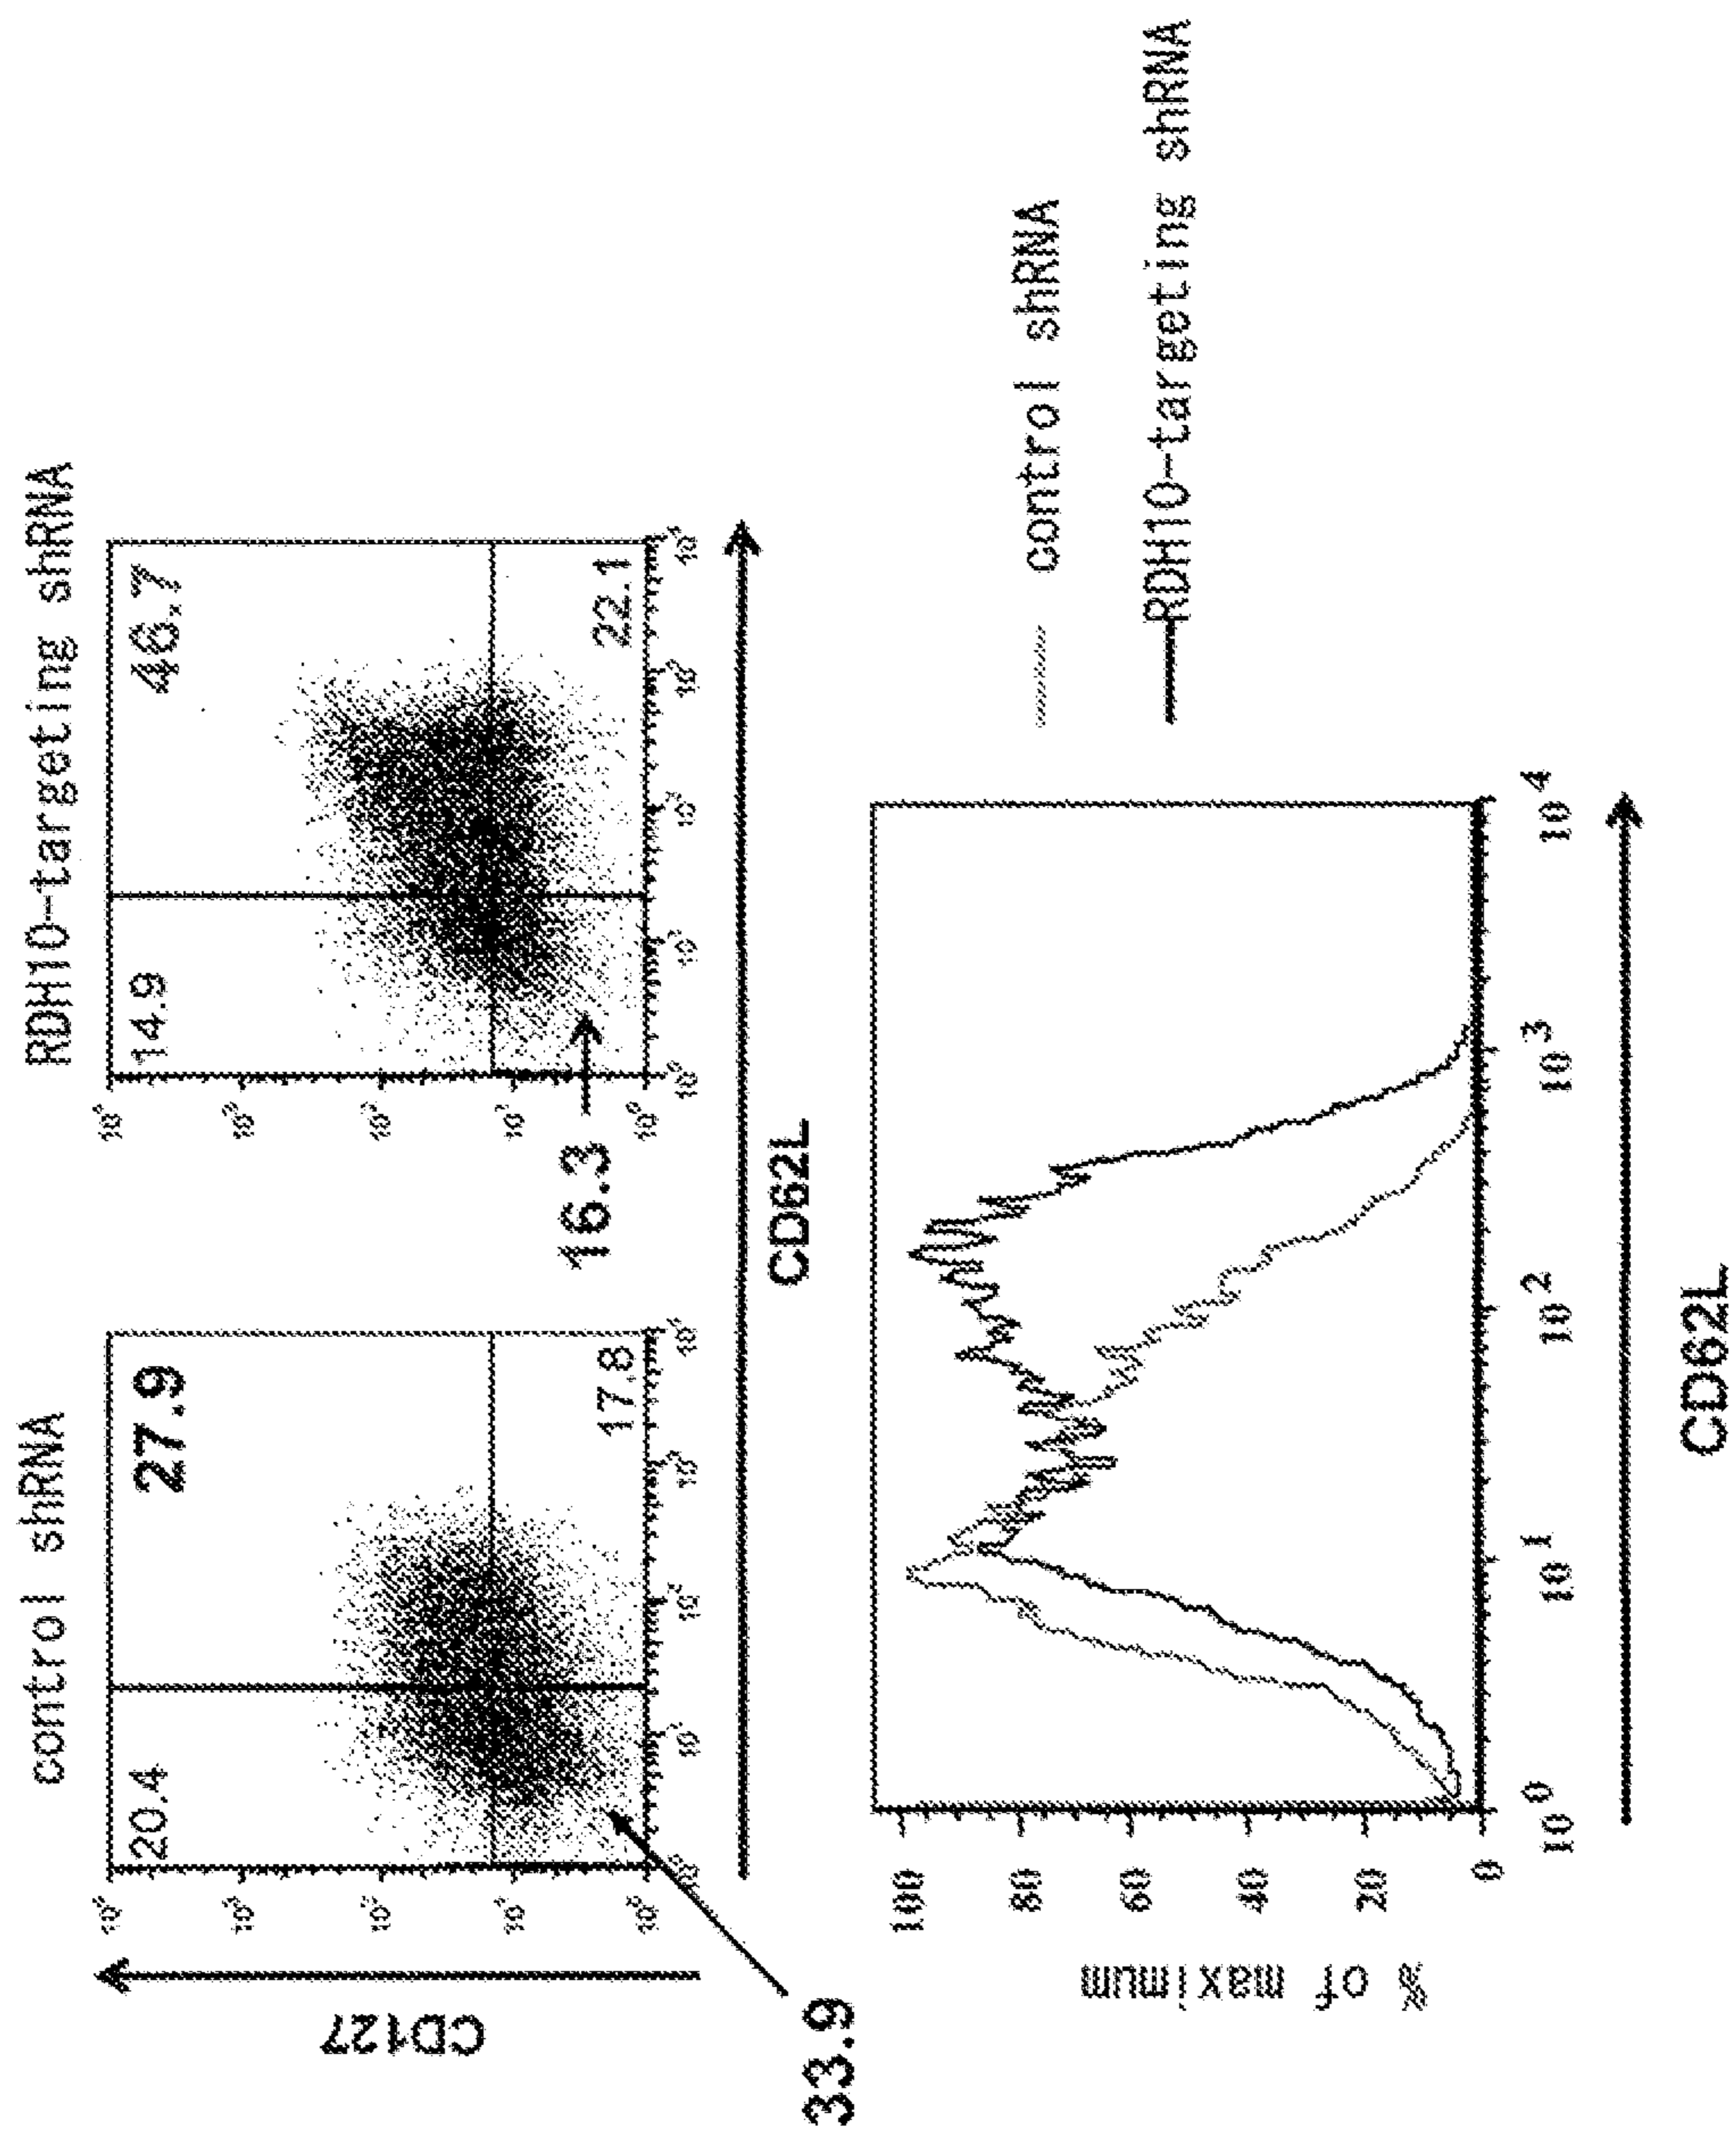 control shRNA
RDH10-targeting shRNA
20.4
27.9
14.9
46.7
CD127
17.8
22.1
33.9
16.3
CD62L
% of maximum
100
80
60
40
20
0
10⁰
10¹
10²
10³
10⁴
CD62L
control shRNA
RDH10-targeting shRNA